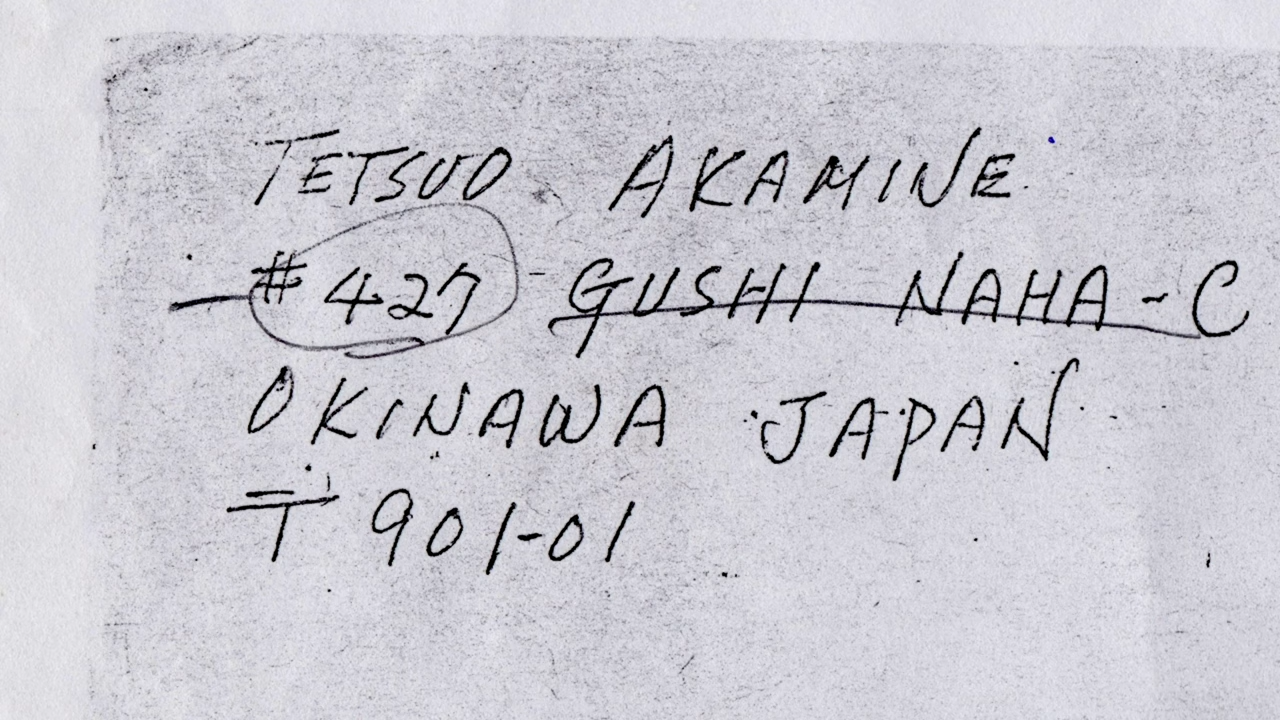 TETSUO AKAMINE
# 427 - GUSHI NAHA-C
OKINAWA JAPAN
〒 901-01